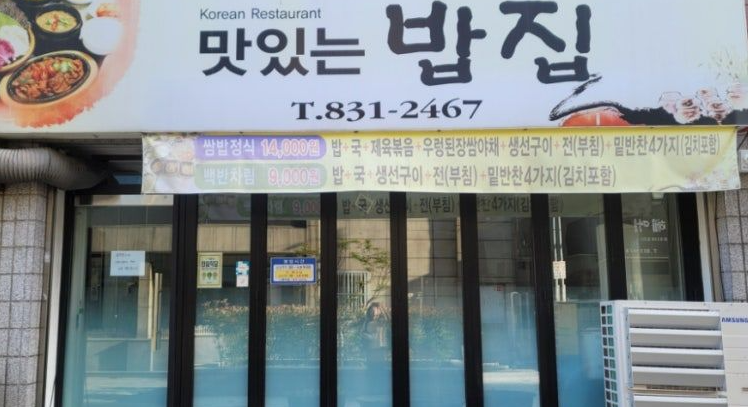 Korean Restaurant
맛있는 밥집
T.831-2467
쌈밥정식 14,000원 밥+국+제육볶음+우렁된장쌈야채+생선구이+전(부침)+밑반찬4가지(김치포함)
백반차림 9,000원 밥+국+생선구이+전(부침)+밑반찬4가지(김치포함)
SAMSUNG